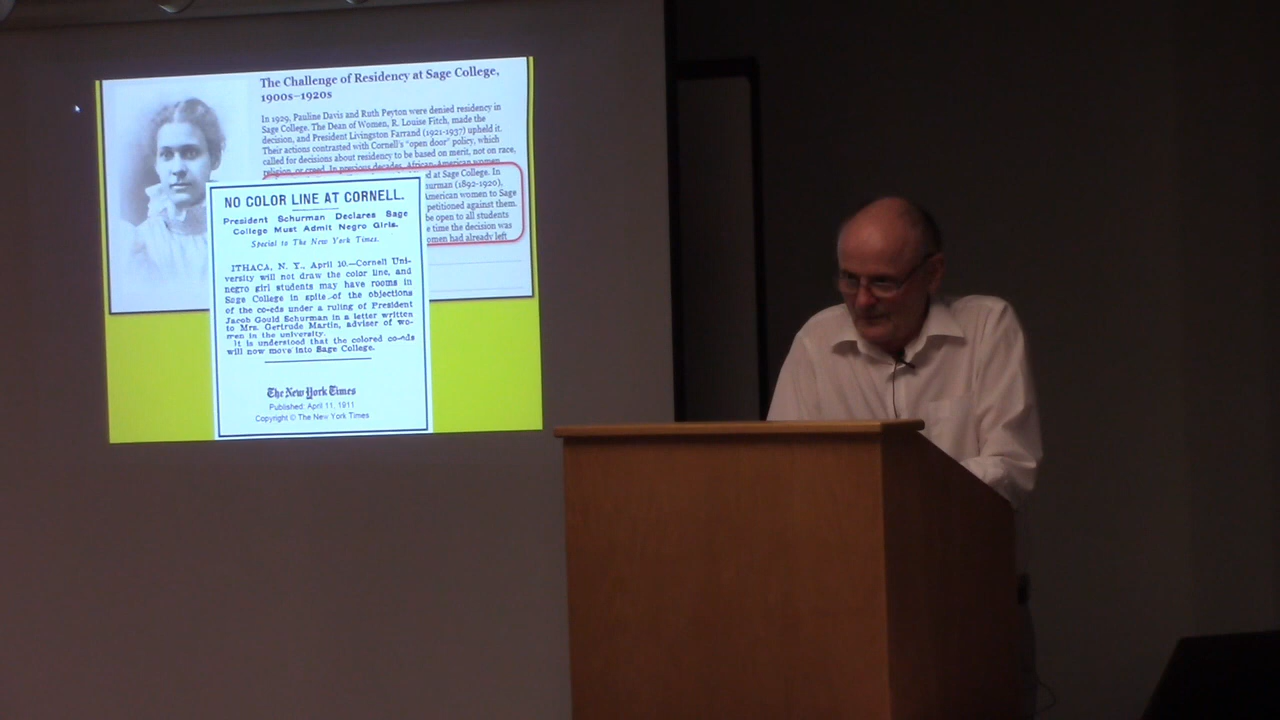 The Challenge of Residency at Sage College,
1900s–1920s
In 1929, Pauline Davis and Ruth Peyton were denied residency in
Sage College. The Dean of Women, R. Louise Fitch, made the
decision, and President Livingston Farrand (1921-1937) upheld it.
Their actions contrasted with Cornell's "open door" policy, which
called for decisions about residency to be based on merit, not on race,
religion, or creed. In previous decades, African-American women
at Sage College. In
(1892-1920),
American women to Sage
petitioned against them.
be open to all students
time the decision was
had already left
NO COLOR LINE AT CORNELL.
President Schurman Declares Sage
College Must Admit Negro Girls.
Special to The New York Times.
ITHACA, N. Y., April 10.—Cornell Uni-
versity will not draw the color line, and
negro girl students may have rooms in
Sage College in spite of the objections
of the co-eds under a ruling of President
Jacob Gould Schurman in a letter written
to Mrs. Gertrude Martin, adviser of wo-
men in the university.
It is understood that the colored co-eds
will now move into Sage College.
The New York Times
Published: April 11, 1911
Copyright © The New York Times